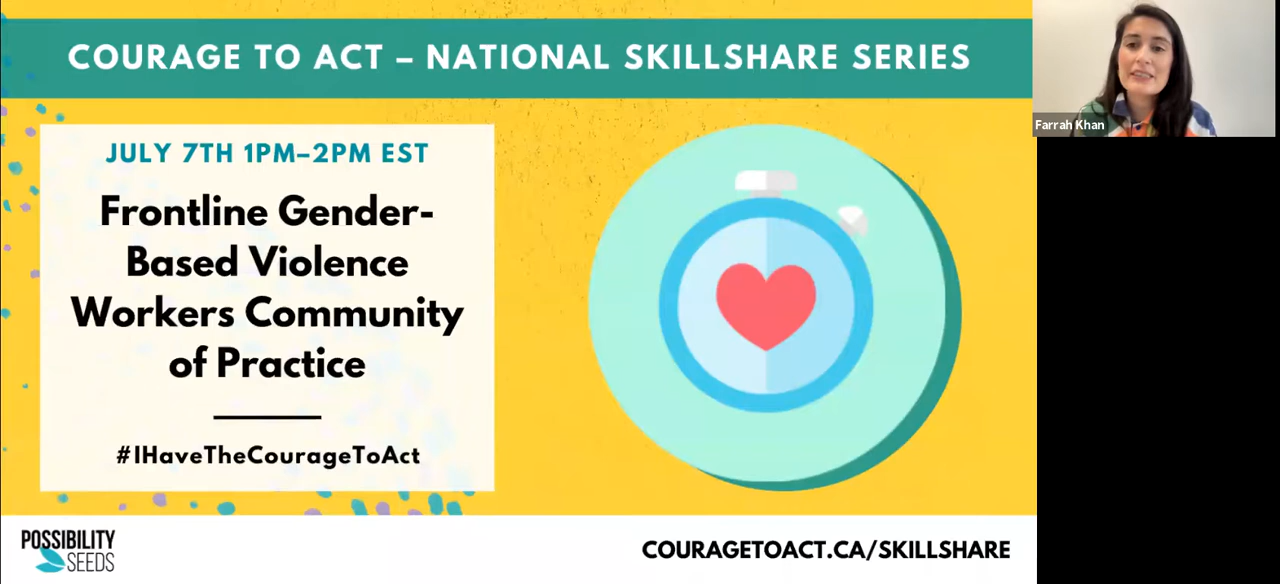 COURAGE TO ACT – NATIONAL SKILLSHARE SERIES
Farrah Khan
JULY 7TH 1PM–2PM EST
Frontline Gender-
Based Violence
Workers Community
of Practice
#IHaveTheCourageToAct
POSSIBILITY
SEEDS
COURAGETOACT.CA/SKILLSHARE